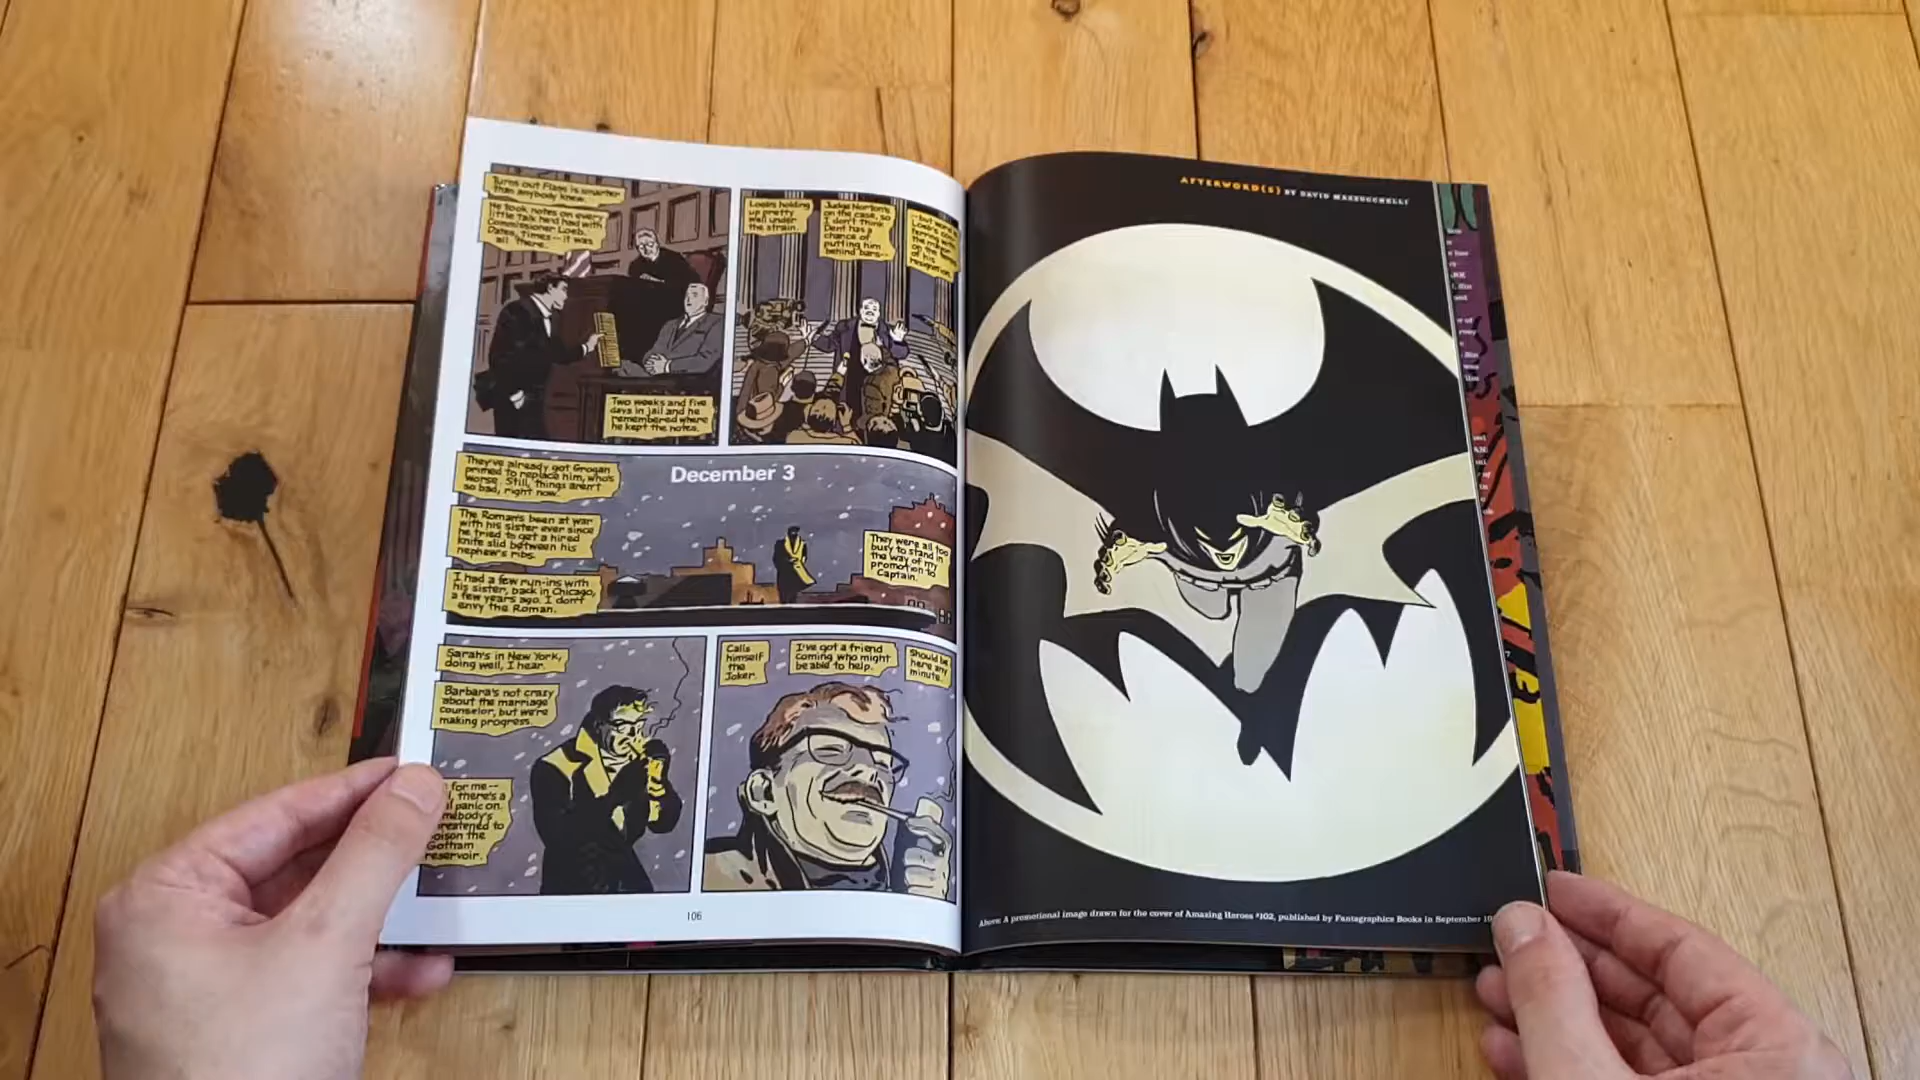 Turns out Flass is smarter
than anybody knew.
He took notes on every
little talk he'd had with
Commissioner Loeb.
Dates, times -- it was
all there.
Two weeks and five
days in jail and he
remembered where
he kept the notes.
Loeb's holding
up pretty
well under
the strain.
Judge Norton's
on the case, so
I don't think
Dent has a
chance of
putting him
behind bars--
--but
Loeb's
of his
resignation.
They've already got Grogan
primed to replace him, who's
worse. Still, things aren't
so bad, right now.
The Roman's been at war
with his sister ever since
he tried to get a hired
knife slid between his
nephew's ribs.
I had a few run-ins with
his sister, back in Chicago,
a few years ago. I don't
envy the Roman.
December 3
They were all too
busy to stand in
the way of my
promotion to
Captain.
Sarah's in New York,
doing well, I hear.
Barbara's not crazy
about the marriage
counselor, but we're
making progress.
for me--
there's a
panic on.
oison the
Gotham
reservoir.
Calls
himself
the
Joker.
I've got a friend
coming who might
be able to help.
Should be
here any
minute.
106
AFTERWORD(S) BY DAVID MAZZUCCHELLI
Above: A promotional image drawn for the cover of Amazing Heroes #102, published by Fantagraphics Books in September